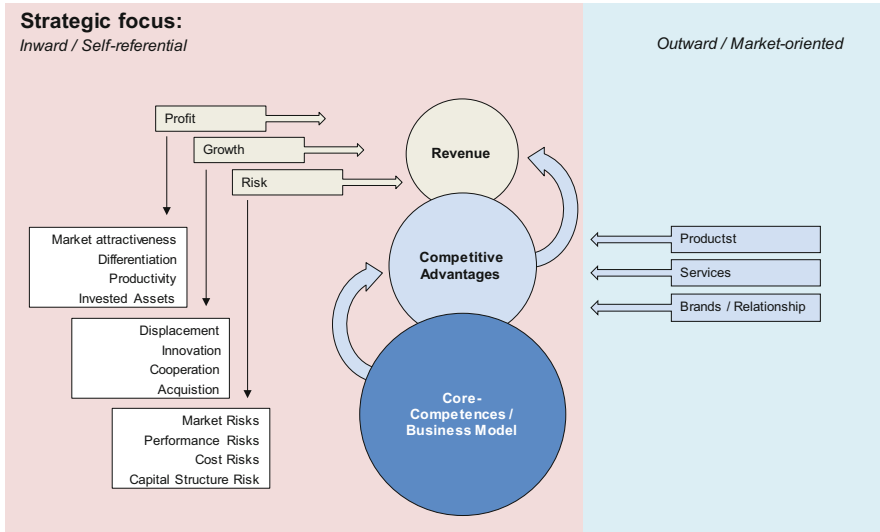 Strategic focus:
Inward / Self-referential
Outward / Market-oriented
Profit
Growth
Risk
Revenue
Market attractiveness
Differentiation
Productivity
Invested Assets
Competitive
Advantages
Productst
Services
Brands / Relationship
Displacement
Innovation
Cooperation
Acquistion
Core-
Competences /
Business Model
Market Risks
Performance Risks
Cost Risks
Capital Structure Risk